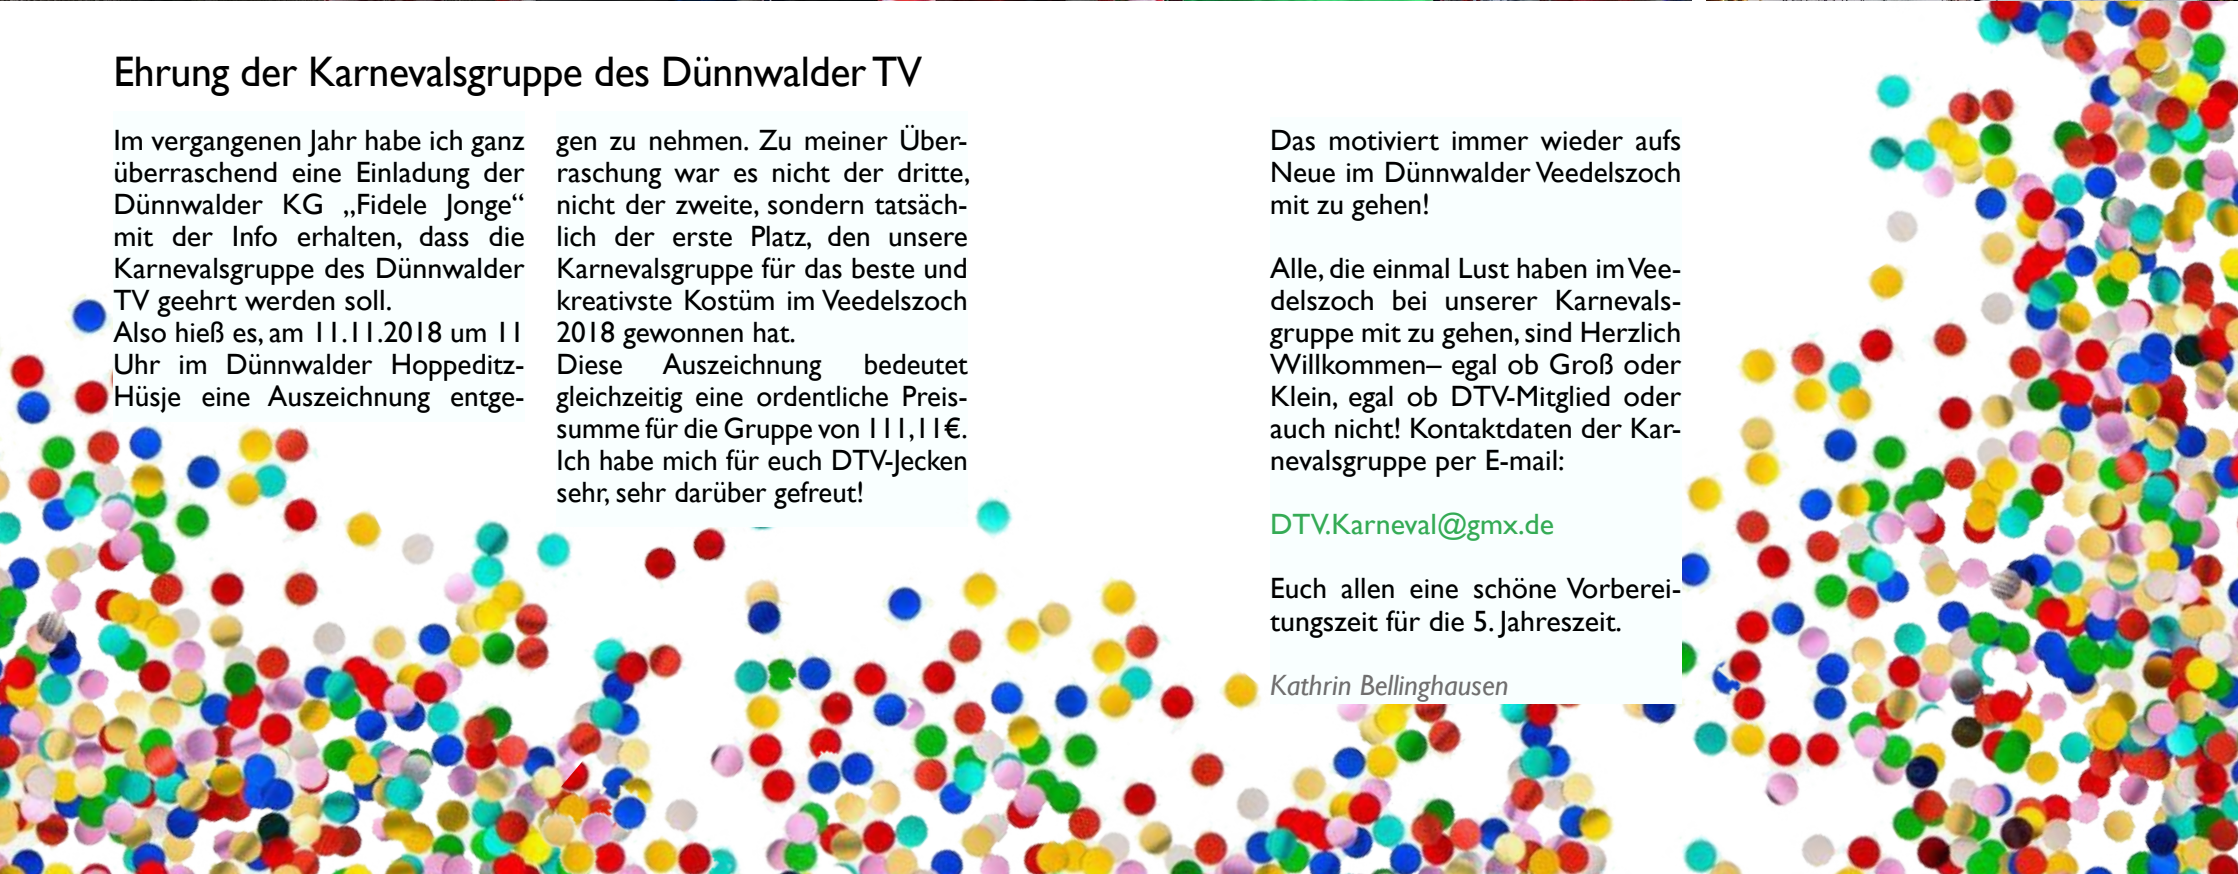 Ehrung der Karnevalsgruppe des Dünnwalder TV
Im vergangenen Jahr habe ich ganz
überraschend eine Einladung der
Dünnwalder KG „Fidele Jonge“
mit der Info erhalten, dass die
Karnevalsgruppe des Dünnwalder
TV geehrt werden soll.
Also hieß es, am 11.11.2018 um 11
Uhr im Dünnwalder Hoppeditz-
Hüsje eine Auszeichnung entge-
gen zu nehmen. Zu meiner Über-
raschung war es nicht der dritte,
nicht der zweite, sondern tatsäch-
lich der erste Platz, den unsere
Karnevalsgruppe für das beste und
kreativste Kostüm im Veedelszoch
2018 gewonnen hat.
Diese Auszeichnung bedeutet
gleichzeitig eine ordentliche Preis-
summe für die Gruppe von 111,11€.
Ich habe mich für euch DTV-Jecken
sehr, sehr darüber gefreut!
Das motiviert immer wieder aufs
Neue im Dünnwalder Veedelszoch
mit zu gehen!
Alle, die einmal Lust haben im Vee-
delszoch bei unserer Karnevals-
gruppe mit zu gehen, sind Herzlich
Willkommen– egal ob Groß oder
Klein, egal ob DTV-Mitglied oder
auch nicht! Kontaktdaten der Kar-
nevalsgruppe per E-mail:
DTV.Karneval@gmx.de
Euch allen eine schöne Vorberei-
tungszeit für die 5. Jahreszeit.
Kathrin Bellinghausen